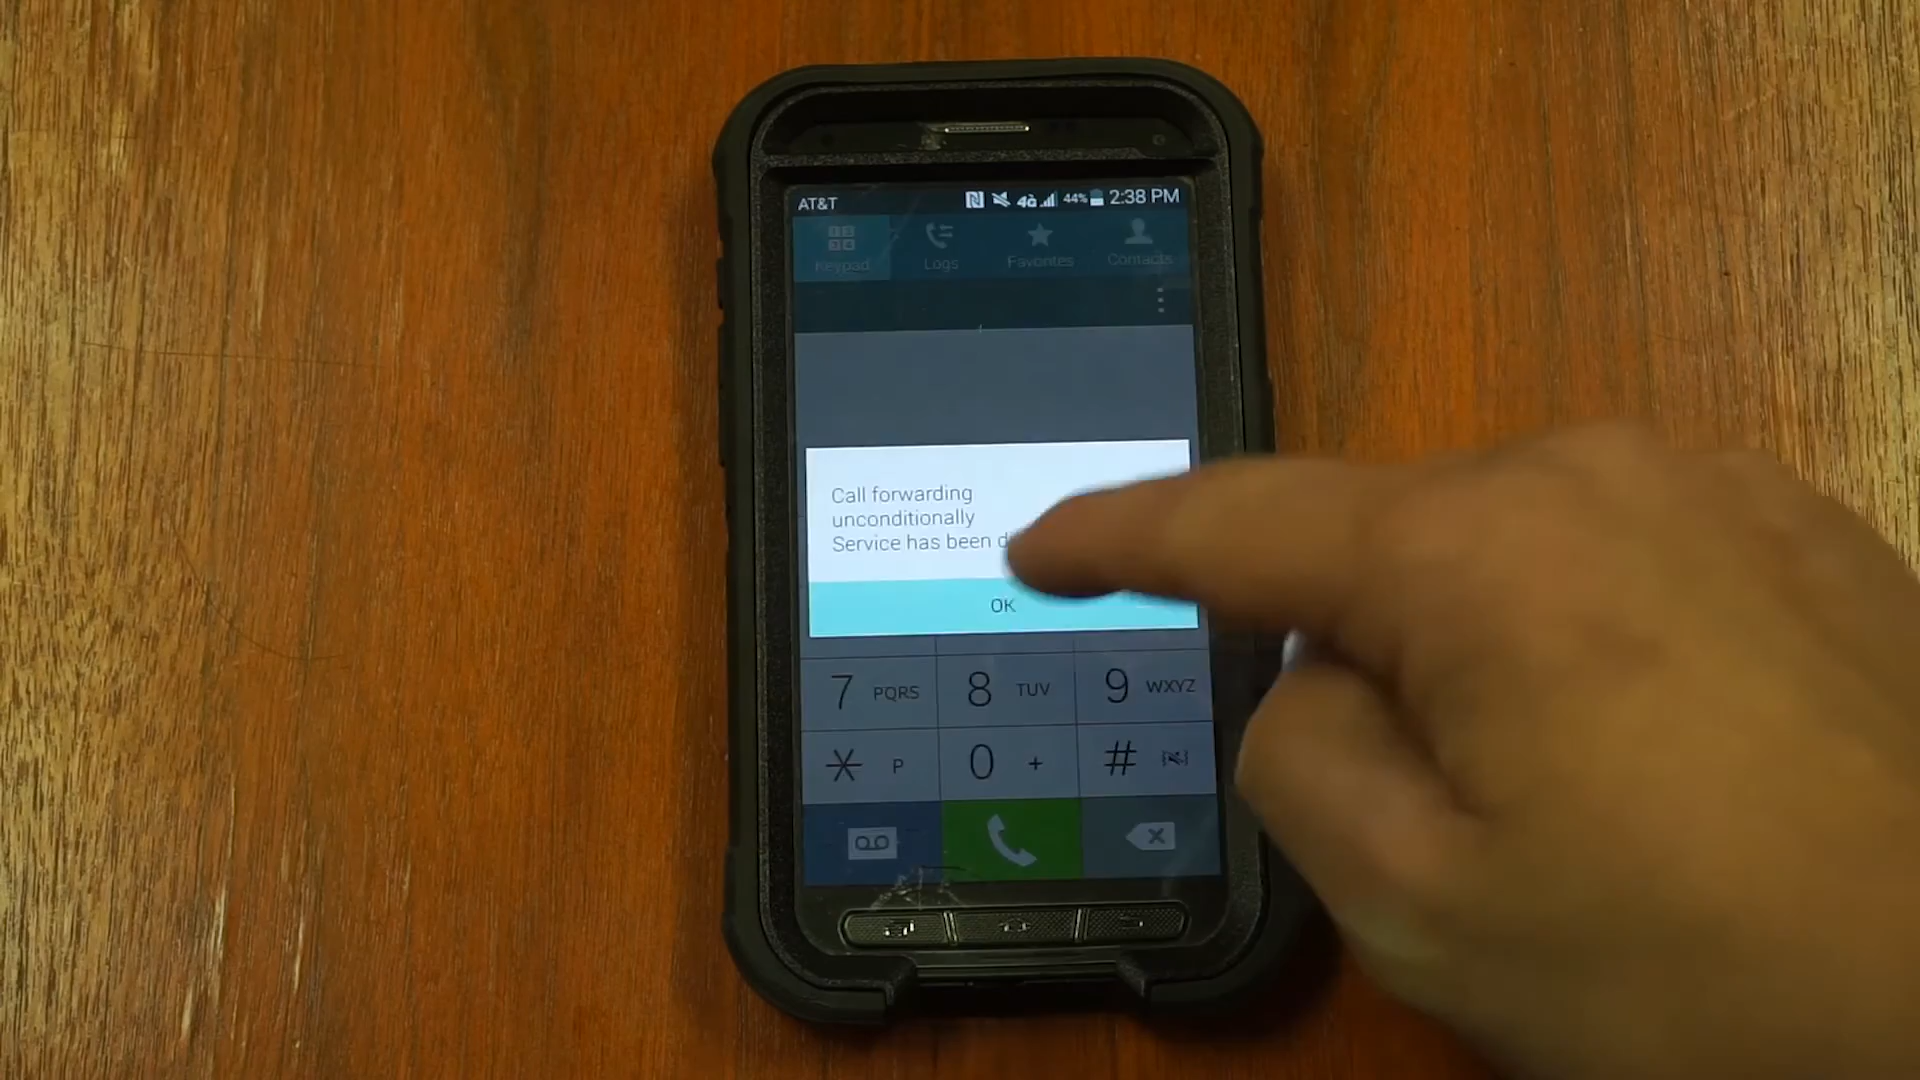 AT&T 44% 2:38 PM
Keypad Logs Favorites Contacts
Call forwarding
unconditionally
Service has been
OK
7 PQRS 8 TUV 9 WXYZ
* P 0 + #